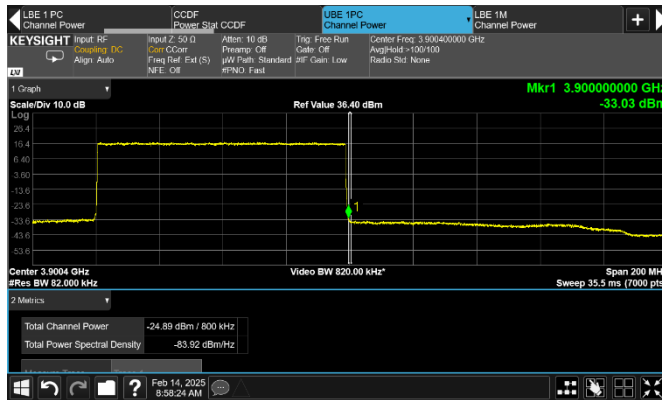 LBE 1 PC
Channel Power
CCDF
Power Stat CCDF
UBE 1PC
Channel Power
LBE 1M
Channel Power
KEYSIGHT
Input: RF
Coupling: DC
Align: Auto
Input Z: 50 Ω
Corr CCorr
Freq Ref: Ext (S)
NFE: Off
Atten: 10 dB
Preamp: Off
µW Path: Standard
#PNO: Fast
Trig: Free Run
Gate: Off
#IF Gain: Low
Center Freq: 3.900400000 GHz
Avg|Hold:>100/100
Radio Std: None
LXI
1 Graph
Mkr1 3.900000000 GHz
Scale/Div 10.0 dB
Ref Value 36.40 dBm
-33.03 dBm
Log
26.4
16.4
6.40
-3.60
-13.6
-23.6
1
-33.6
-43.6
-53.6
Center 3.9004 GHz
Video BW 820.00 kHz*
Span 200 MH
#Res BW 82.000 kHz
Sweep 35.5 ms (7000 pts
2 Metrics
Total Channel Power -24.89 dBm / 800 kHz
Total Power Spectral Density -83.92 dBm/Hz
?
Feb 14, 2025
8:58:24 AM